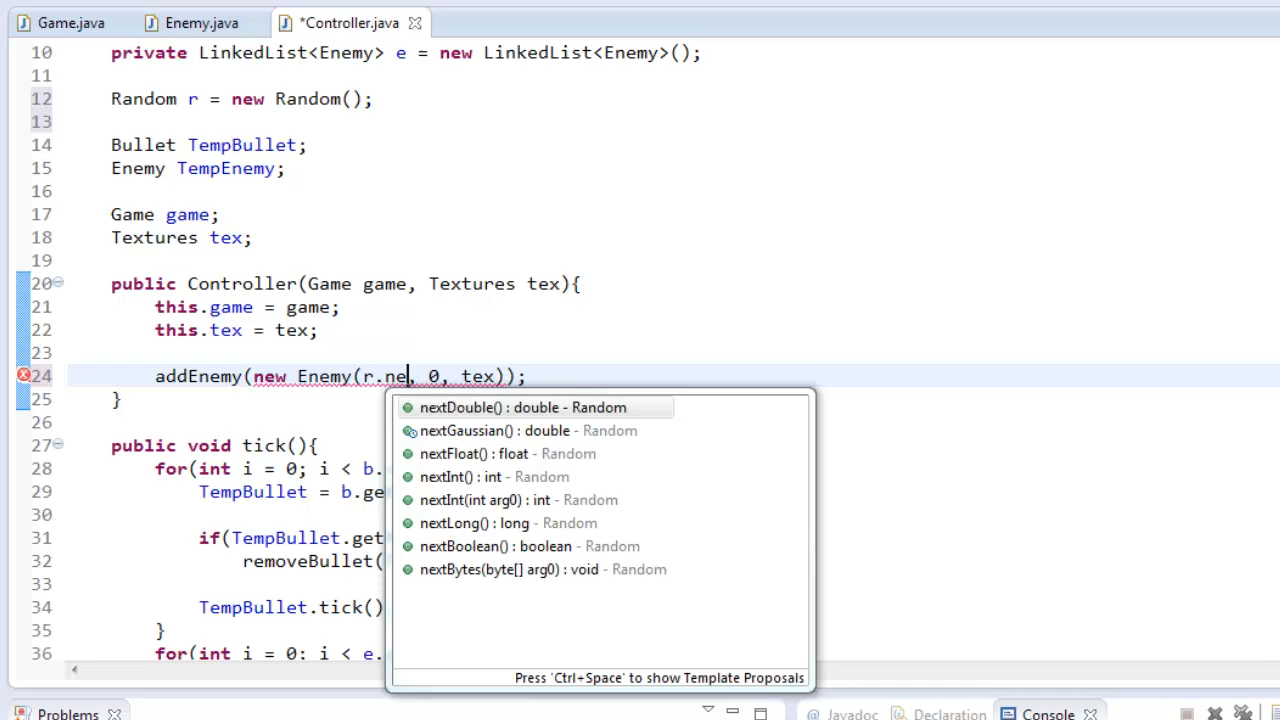 Game.java Enemy.java *Controller.java
10 private LinkedList<Enemy> e = new LinkedList<Enemy>();
11
12 Random r = new Random();
13
14 Bullet TempBullet;
15 Enemy TempEnemy;
16
17 Game game;
18 Textures tex;
19
20 public Controller(Game game, Textures tex){
21 this.game = game;
22 this.tex = tex;
23
24 addEnemy(new Enemy(r.ne, 0, tex));
25 }
26
27 public void tick(){
28 for(int i = 0; i < b.
29 TempBullet = b.ge
30
31 if(TempBullet.get
32 removeBullet(
33
34 TempBullet.tick()
35 }
36 for(int i = 0; i < e.
nextDouble() : double - Random
nextGaussian() : double - Random
nextFloat() : float - Random
nextInt() : int - Random
nextInt(int arg0) : int - Random
nextLong() : long - Random
nextBoolean() : boolean - Random
nextBytes(byte[] arg0) : void - Random
Press 'Ctrl+Space' to show Template Proposals
Problems @ Javadoc Declaration Console